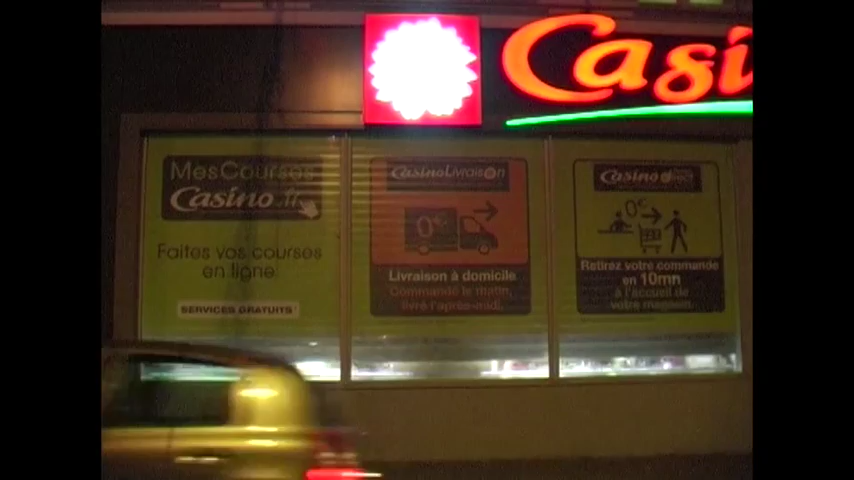 Casi
MesCourses
Casino.fr
Faites vos courses
en ligne
SERVICES GRATUITS
CasinoLivraison
0€
Livraison à domicile
Commandé le matin,
livré l'après-midi.
Casino
0€
Retirez votre commande
en 10mn
à l'accueil de
votre magasin.